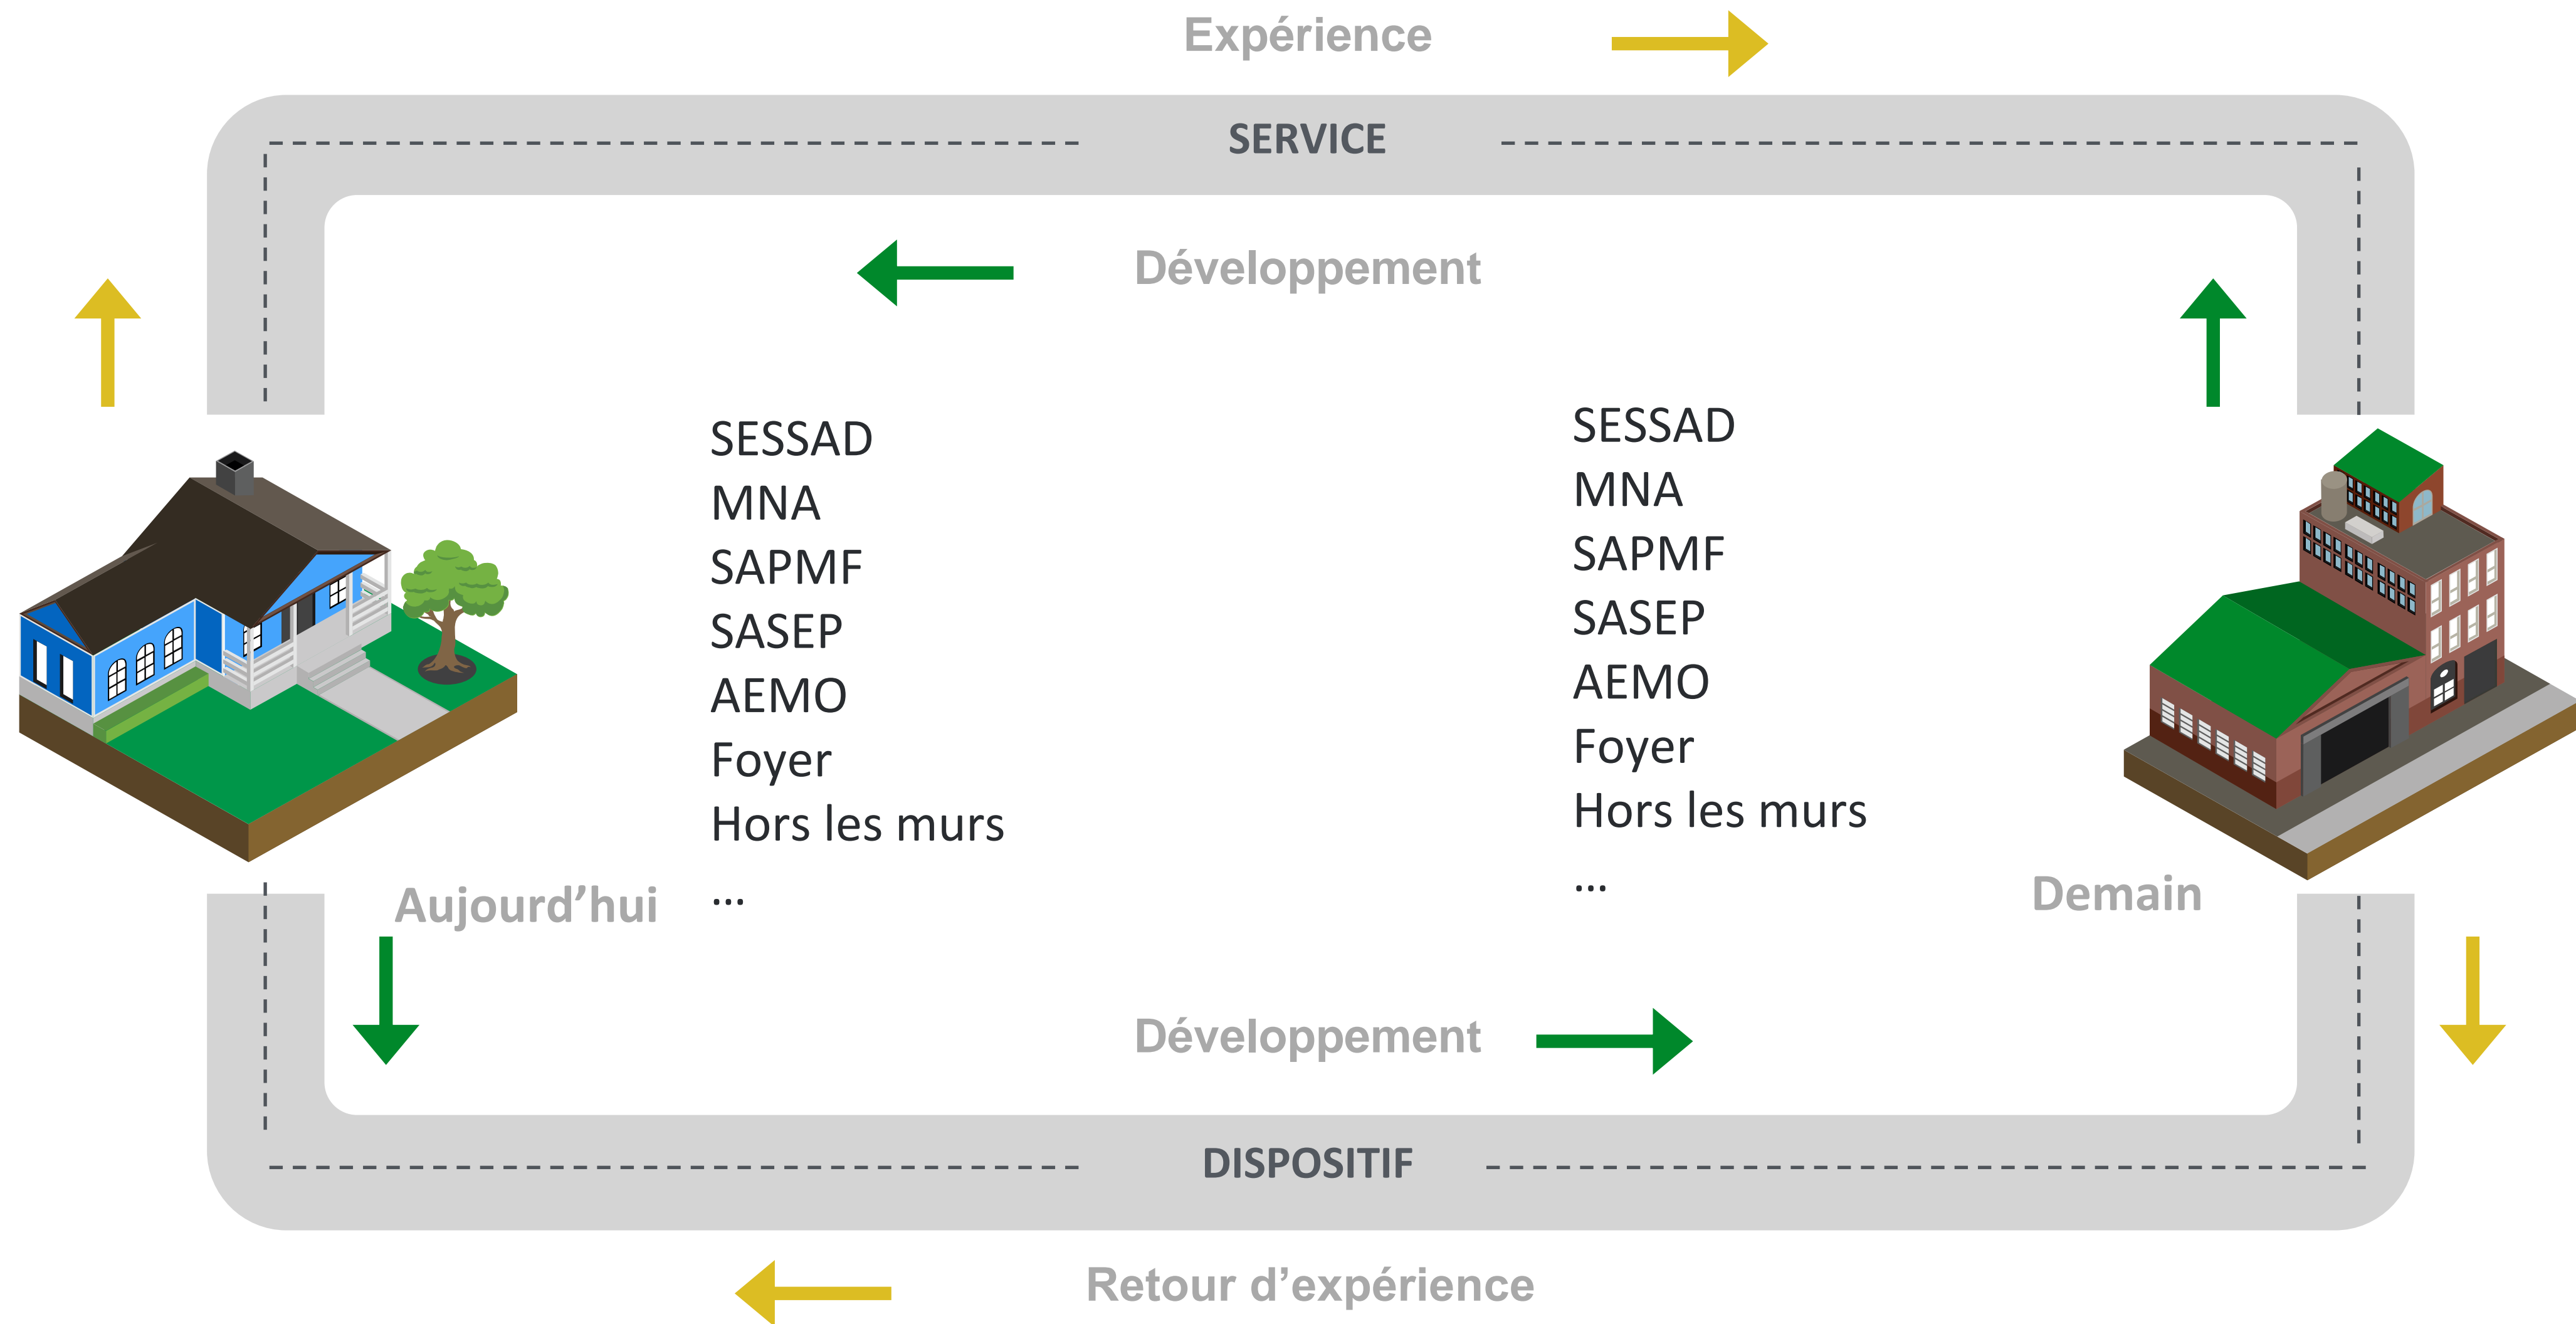 Expérience
SERVICE
Développement
SESSAD
MNA
SAPMF
SASEP
AEMO
Foyer
Hors les murs
...
SESSAD
MNA
SAPMF
SASEP
AEMO
Foyer
Hors les murs
...
Aujourd’hui
Demain
Développement
DISPOSITIF
Retour d’expérience